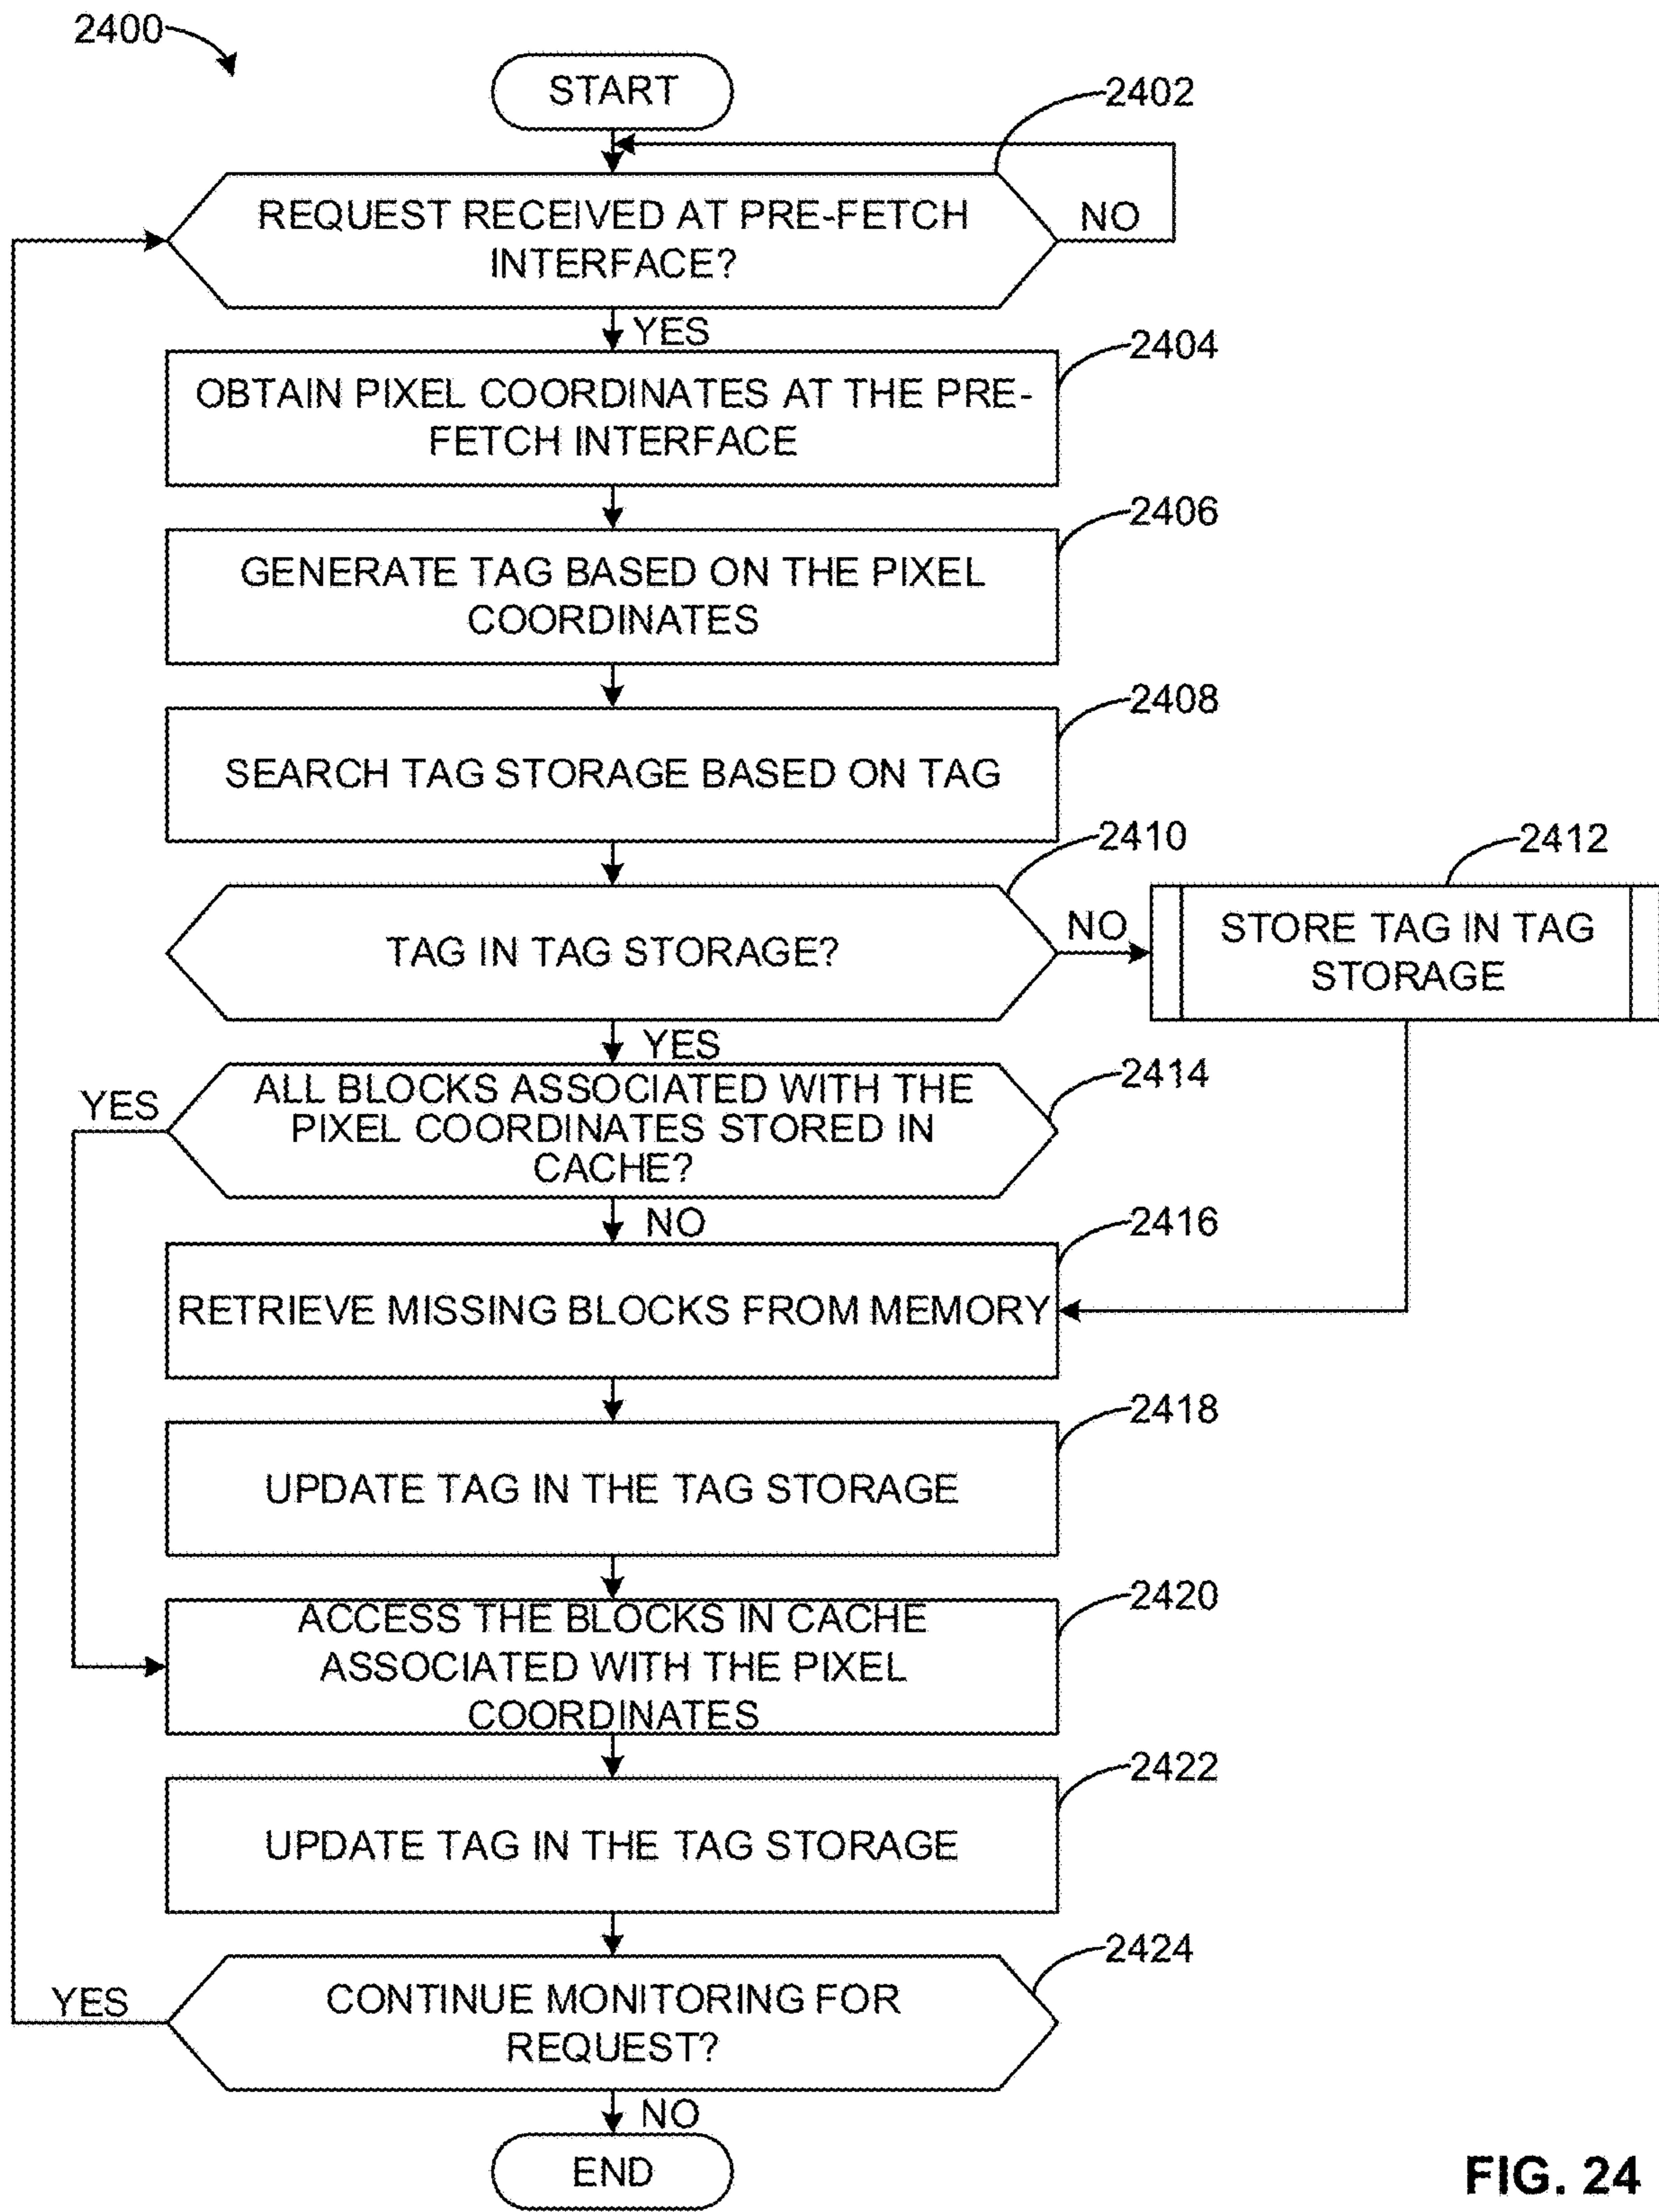 2400
START
2402
REQUEST RECEIVED AT PRE-FETCH
INTERFACE?
NO
YES
2404
OBTAIN PIXEL COORDINATES AT THE PRE-
FETCH INTERFACE
2406
GENERATE TAG BASED ON THE PIXEL
COORDINATES
2408
SEARCH TAG STORAGE BASED ON TAG
2410
TAG IN TAG STORAGE?
NO
2412
STORE TAG IN TAG
STORAGE
YES
2414
ALL BLOCKS ASSOCIATED WITH THE
PIXEL COORDINATES STORED IN
CACHE?
YES
NO
2416
RETRIEVE MISSING BLOCKS FROM MEMORY
2418
UPDATE TAG IN THE TAG STORAGE
2420
ACCESS THE BLOCKS IN CACHE
ASSOCIATED WITH THE PIXEL
COORDINATES
2422
UPDATE TAG IN THE TAG STORAGE
2424
CONTINUE MONITORING FOR
REQUEST?
YES
NO
END
FIG. 24